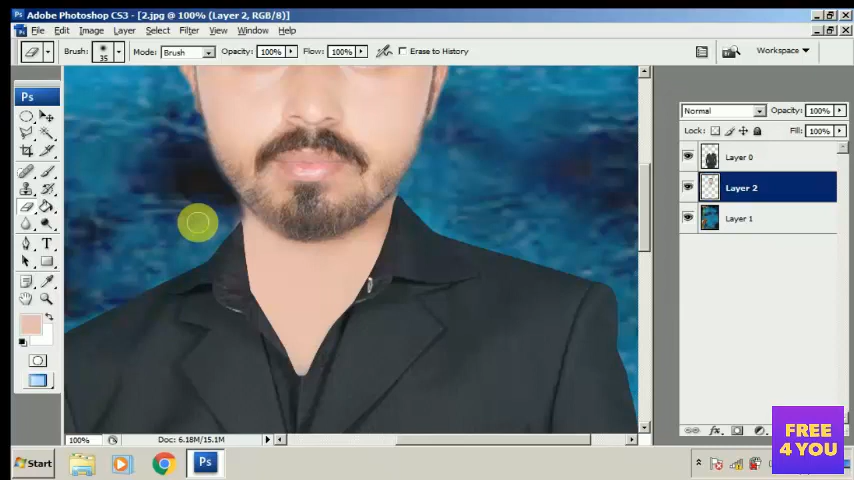 Adobe Photoshop CS3 - [2.jpg @ 100% (Layer 2, RGB/8)]
File Edit Image Layer Select Filter View Window Help
Brush: 35 Mode: Brush Opacity: 100% Flow: 100% Erase to History Workspace
Ps
Normal Opacity: 100%
Lock: Fill: 100%
Layer 0
Layer 2
Layer 1
100% Doc: 6.18M/15.1M
FREE
4 YOU
Start Ps